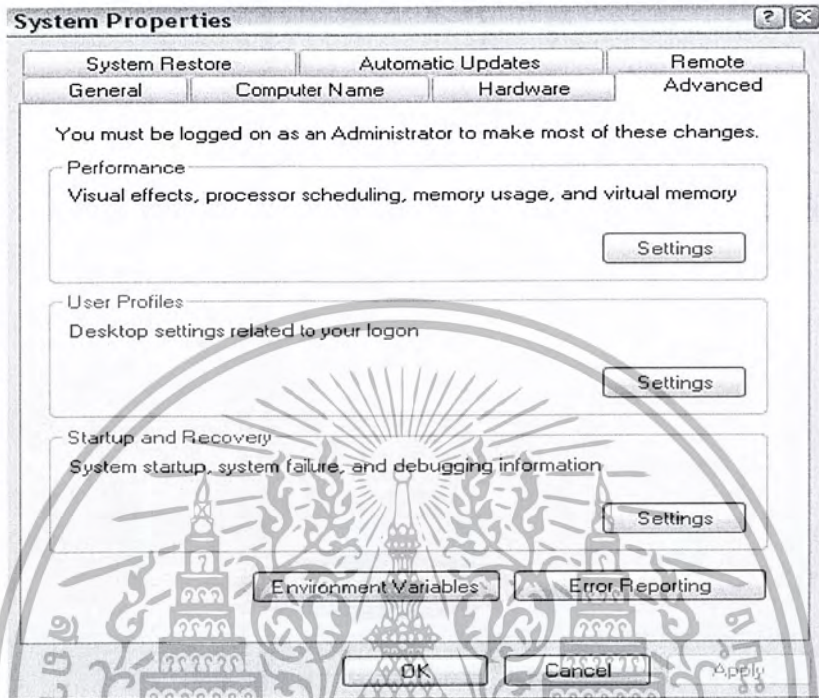 System Properties
System Restore Automatic Updates Remote
General Computer Name Hardware Advanced
You must be logged on as an Administrator to make most of these changes.
Performance
Visual effects, processor scheduling, memory usage, and virtual memory
Settings
User Profiles
Desktop settings related to your logon
Settings
Startup and Recovery
System startup, system failure, and debugging information
Settings
Environment Variables Error Reporting
OK Cancel Apply